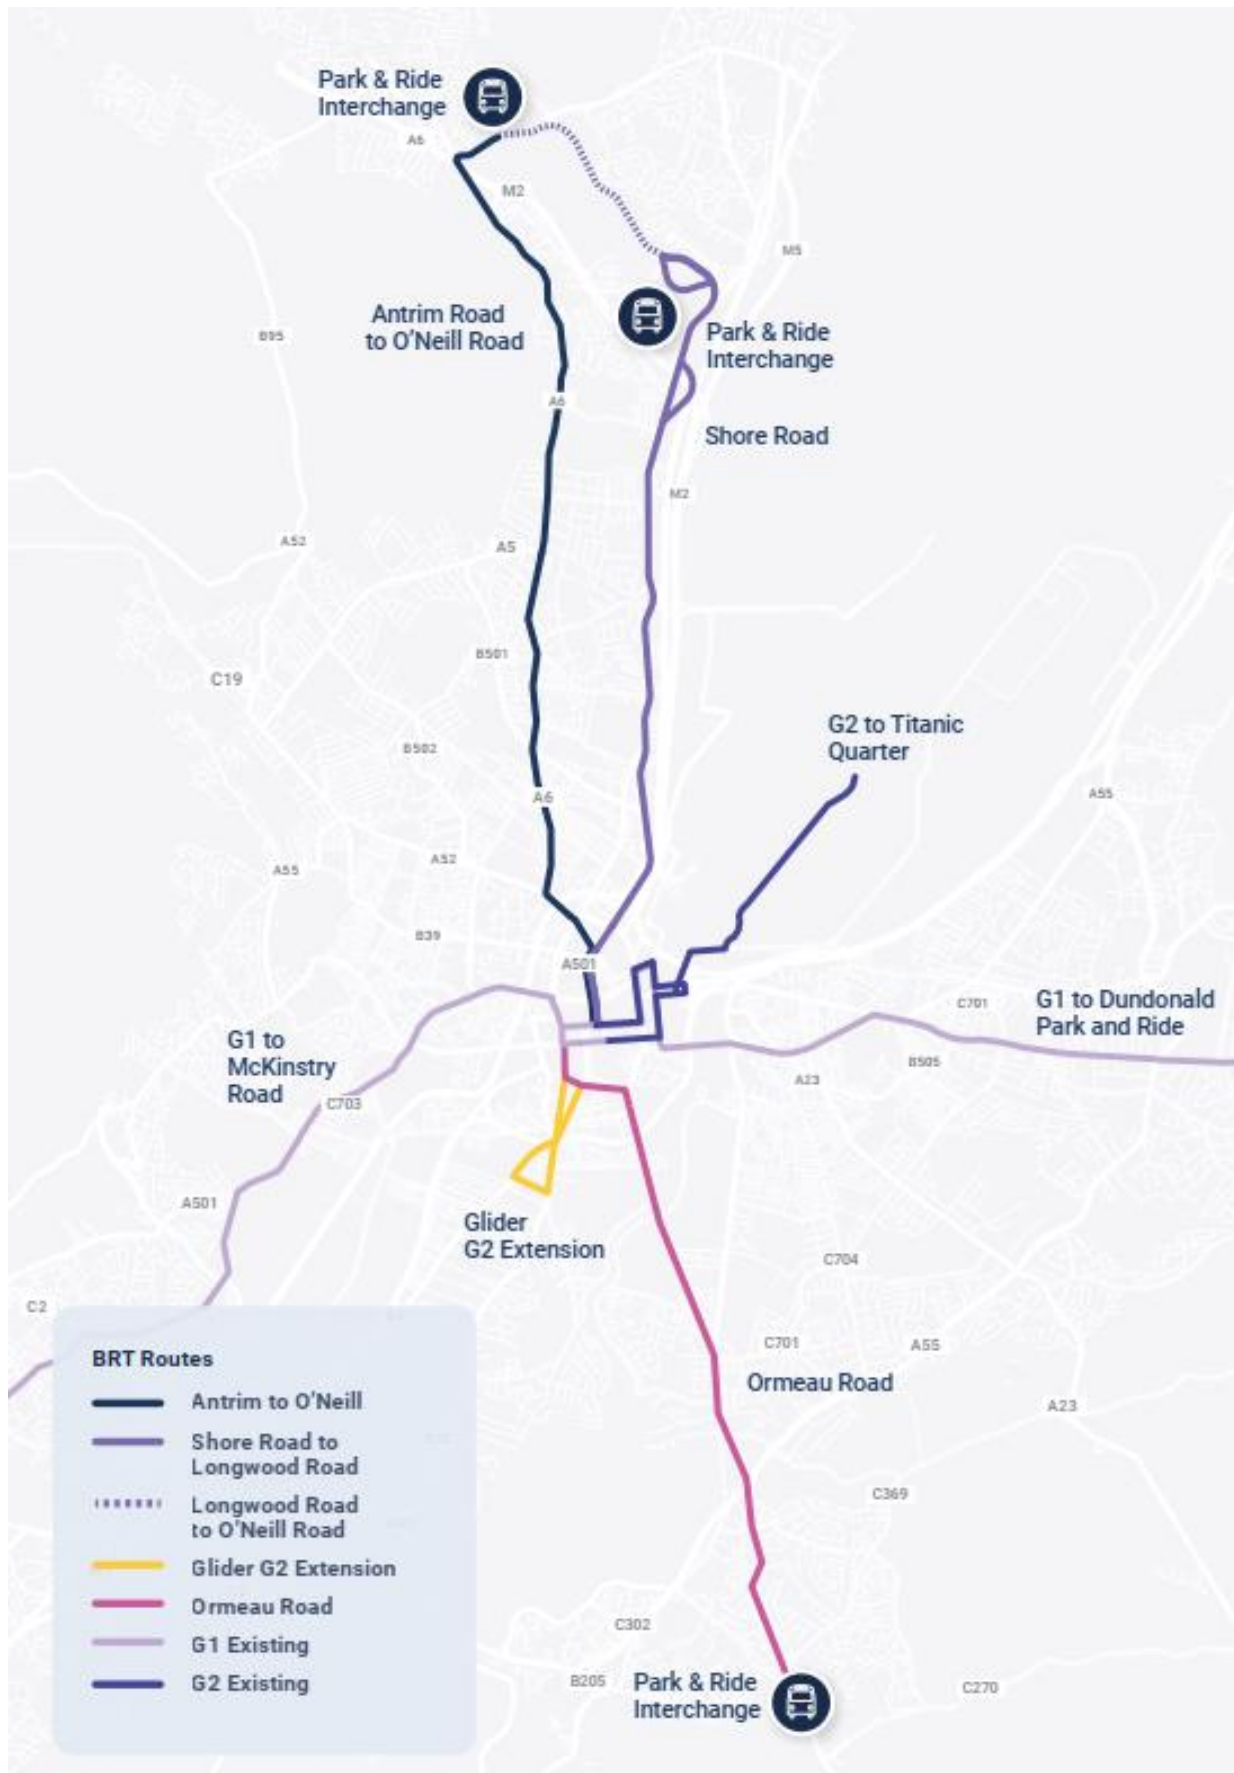 Park & Ride
Interchange
A6
M2
M5
Antrim Road
to O'Neill Road
B95
Park & Ride
Interchange
A6
Shore Road
M2
A52
A5
B501
C19
G2 to Titanic
Quarter
B502
A6
A55
A52
A55
B39
A501
C701
G1 to Dundonald
Park and Ride
G1 to
McKinstry
Road
B505
A23
C703
A501
Glider
G2 Extension
C704
C2
C701
A55
Ormeau Road
A23
BRT Routes
Antrim to O'Neill
Shore Road to
Longwood Road
Longwood Road
to O'Neill Road
Glider G2 Extension
Ormeau Road
G1 Existing
G2 Existing
C369
C302
B205
Park & Ride
Interchange
C270